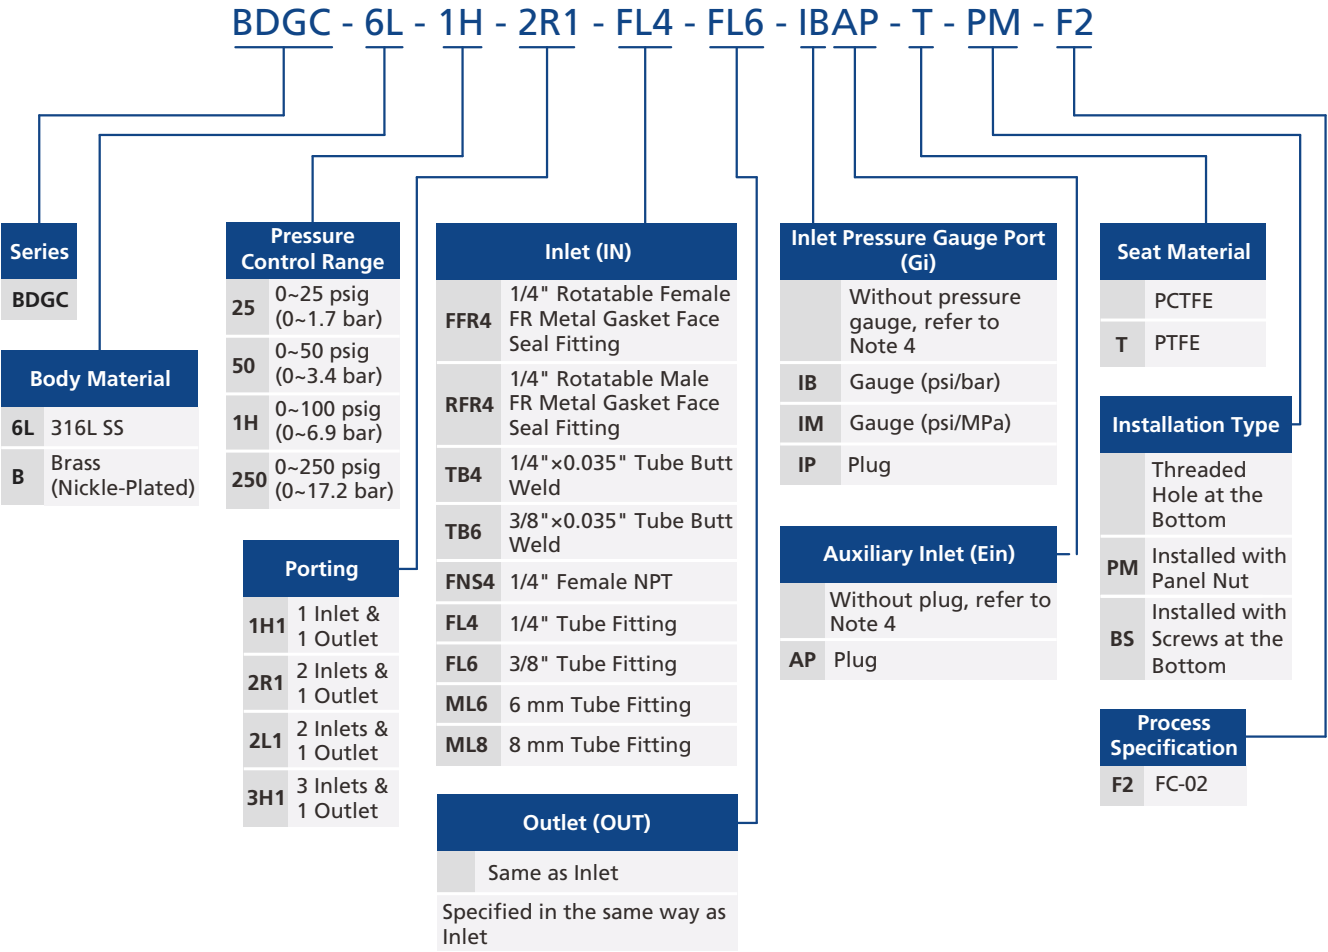 BDGC - 6L - 1H - 2R1 - FL4 - FL6 - IBAP - T - PM - F2
Series
BDGC
Body Material
6L 316L SS
B Brass
(Nickle-Plated)
Pressure
Control Range
25 0~25 psig
(0~1.7 bar)
50 0~50 psig
(0~3.4 bar)
1H 0~100 psig
(0~6.9 bar)
250 0~250 psig
(0~17.2 bar)
Porting
1H1 1 Inlet &
1 Outlet
2R1 2 Inlets &
1 Outlet
2L1 2 Inlets &
1 Outlet
3H1 3 Inlets &
1 Outlet
Inlet (IN)
FFR4 1/4" Rotatable Female
FR Metal Gasket Face
Seal Fitting
RFR4 1/4" Rotatable Male
FR Metal Gasket Face
Seal Fitting
TB4 1/4"×0.035" Tube Butt
Weld
TB6 3/8"×0.035" Tube Butt
Weld
FNS4 1/4" Female NPT
FL4 1/4" Tube Fitting
FL6 3/8" Tube Fitting
ML6 6 mm Tube Fitting
ML8 8 mm Tube Fitting
Outlet (OUT)
Same as Inlet
Specified in the same way as
Inlet
Inlet Pressure Gauge Port
(Gi)
Without pressure
gauge, refer to
Note 4
IB Gauge (psi/bar)
IM Gauge (psi/MPa)
IP Plug
Auxiliary Inlet (Ein)
Without plug, refer to
Note 4
AP Plug
Seat Material
PCTFE
T PTFE
Installation Type
Threaded
Hole at the
Bottom
PM Installed with
Panel Nut
BS Installed with
Screws at the
Bottom
Process
Specification
F2 FC-02